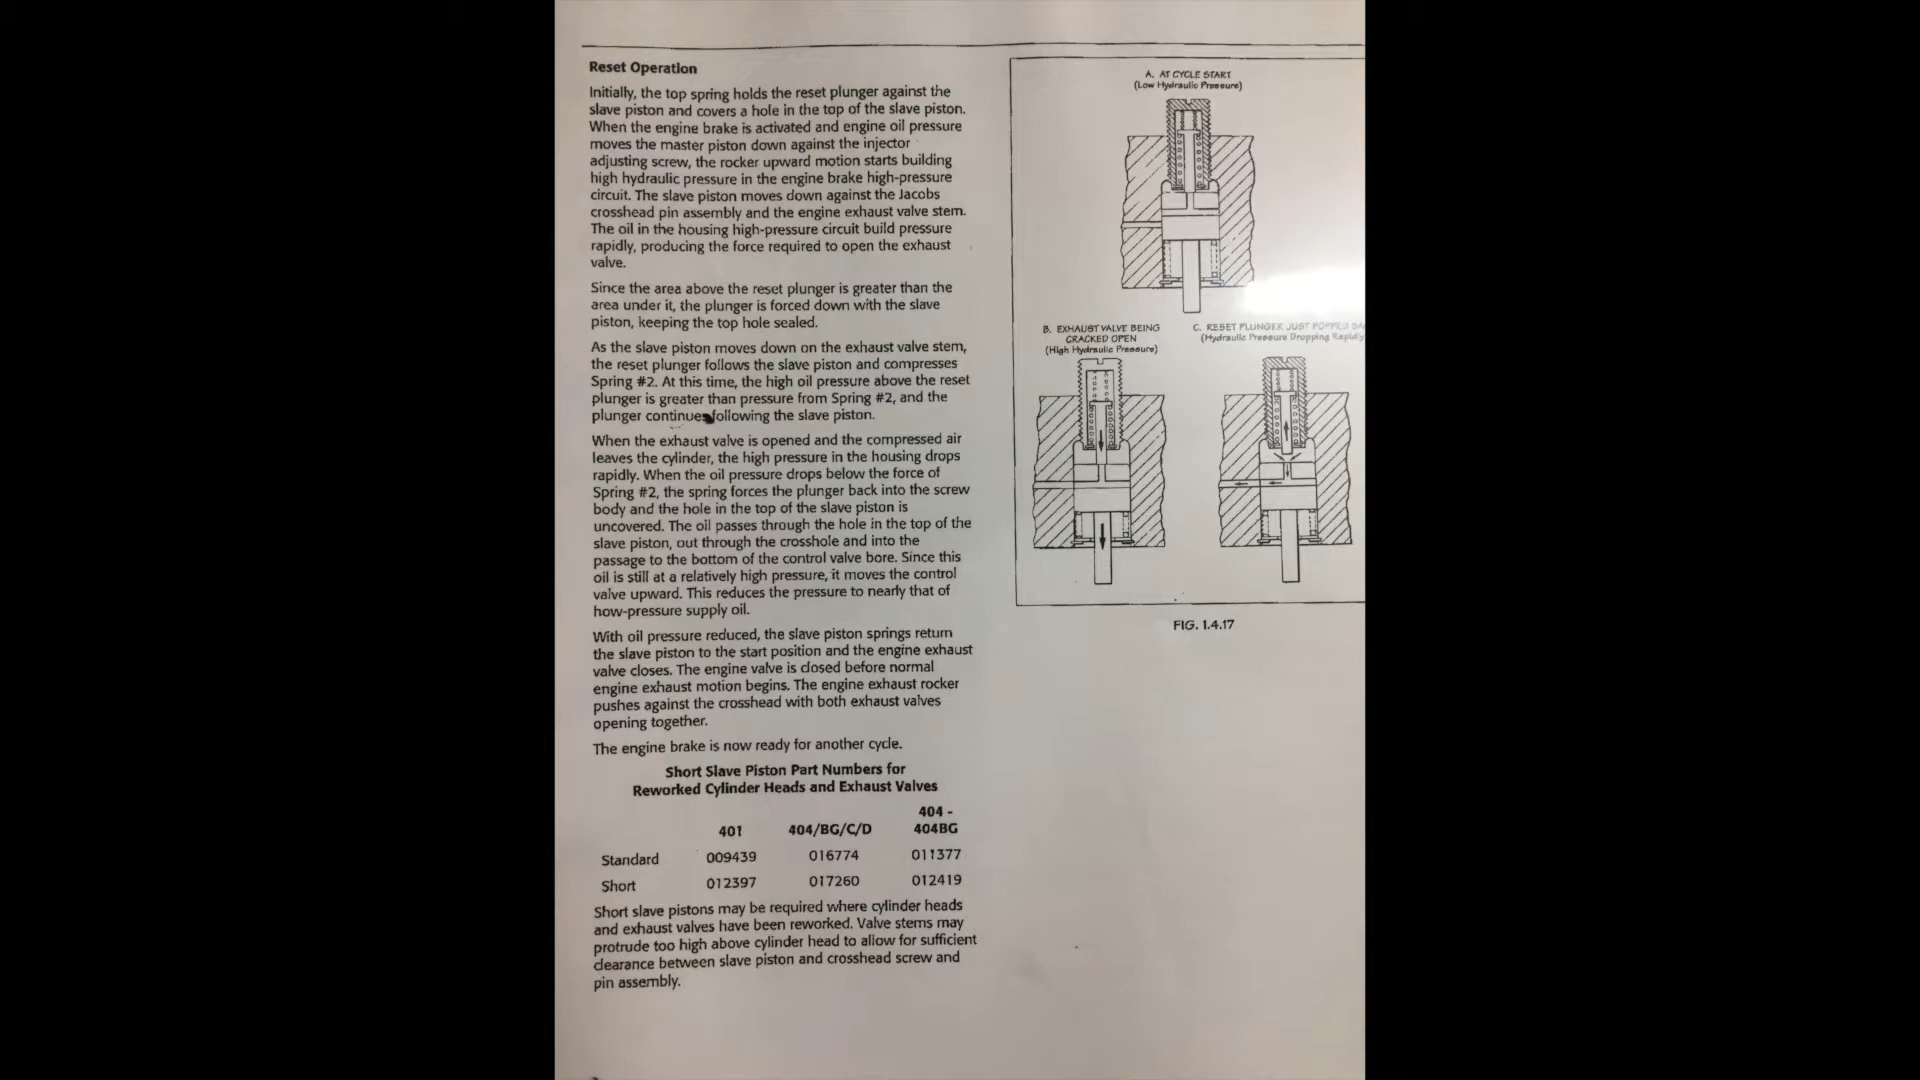 Reset Operation
Initially, the top spring holds the reset plunger against the
slave piston and covers a hole in the top of the slave piston.
When the engine brake is activated and engine oil pressure
moves the master piston down against the injector
adjusting screw, the rocker upward motion starts building
high hydraulic pressure in the engine brake high-pressure
circuit. The slave piston moves down against the Jacobs
crosshead pin assembly and the engine exhaust valve stem.
The oil in the housing high-pressure circuit build pressure
rapidly, producing the force required to open the exhaust
valve.
Since the area above the reset plunger is greater than the
area under it, the plunger is forced down with the slave
piston, keeping the top hole sealed.
As the slave piston moves down on the exhaust valve stem,
the reset plunger follows the slave piston and compresses
Spring #2. At this time, the high oil pressure above the reset
plunger is greater than pressure from Spring #2, and the
plunger continues following the slave piston.
When the exhaust valve is opened and the compressed air
leaves the cylinder, the high pressure in the housing drops
rapidly. When the oil pressure drops below the force of
Spring #2, the spring forces the plunger back into the screw
body and the hole in the top of the slave piston is
uncovered. The oil passes through the hole in the top of the
slave piston, out through the crosshole and into the
passage to the bottom of the control valve bore. Since this
oil is still at a relatively high pressure, it moves the control
valve upward. This reduces the pressure to nearly that of
how-pressure supply oil.
With oil pressure reduced, the slave piston springs return
the slave piston to the start position and the engine exhaust
valve closes. The engine valve is closed before normal
engine exhaust motion begins. The engine exhaust rocker
pushes against the crosshead with both exhaust valves
opening together.
The engine brake is now ready for another cycle.
Short Slave Piston Part Numbers for
Reworked Cylinder Heads and Exhaust Valves
404 -
401 404/BG/C/D 404BG
Standard 009439 016774 011377
Short 012397 017260 012419
Short slave pistons may be required where cylinder heads
and exhaust valves have been reworked. Valve stems may
protrude too high above cylinder head to allow for sufficient
clearance between slave piston and crosshead screw and
pin assembly.
A. AT CYCLE START
(Low Hydraulic Pressure)
B. EXHAUST VALVE BEING
CRACKED OPEN
(High Hydraulic Pressure)
C. RESET PLUNGER JUST POPPED
(Hydraulic Pressure Dropping Rapidly
FIG. 1.4.17